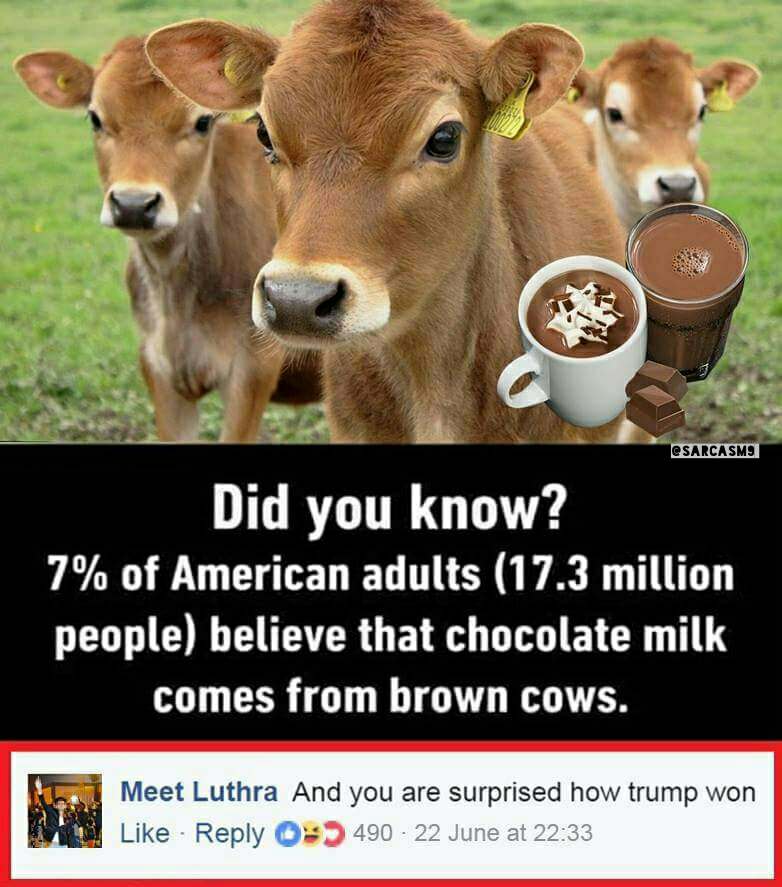 @SARCASM9
Did you know?
7% of American adults (17.3 million
people) believe that chocolate milk
comes from brown cows.
Meet Luthra And you are surprised how trump won
Like · Reply 490 · 22 June at 22:33